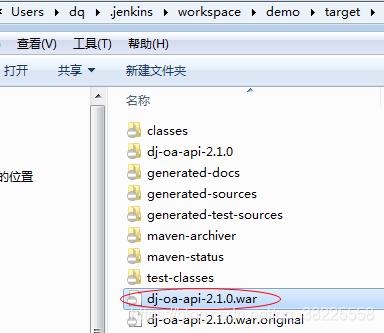 Users ▸ dq ▸ .jenkins ▸ workspace ▸ demo ▸ target ▸
查看(V) 工具(T) 帮助(H)
打开 共享 ▼ 新建文件夹
名称
的位置
classes
dj-oa-api-2.1.0
generated-docs
generated-sources
generated-test-sources
maven-archiver
maven-status
test-classes
dj-oa-api-2.1.0.war
dj-oa-api-2.1.0.war.original